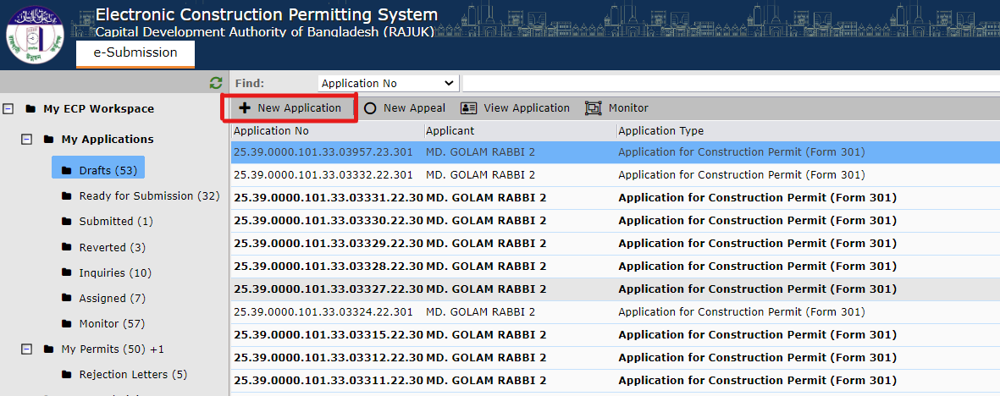 Electronic Construction Permitting System
Capital Development Authority of Bangladesh (RAJUK)
e-Submission
Find: Application No
My ECP Workspace
My Applications
Drafts (53)
Ready for Submission (32)
Submitted (1)
Reverted (3)
Inquiries (10)
Assigned (7)
Monitor (57)
My Permits (50) +1
Rejection Letters (5)
New Application New Appeal View Application Monitor
Application No Applicant Application Type
25.39.0000.101.33.03957.23.301 MD. GOLAM RABBI 2 Application for Construction Permit (Form 301)
25.39.0000.101.33.03332.22.301 MD. GOLAM RABBI 2 Application for Construction Permit (Form 301)
25.39.0000.101.33.03331.22.30 MD. GOLAM RABBI 2 Application for Construction Permit (Form 301)
25.39.0000.101.33.03330.22.30 MD. GOLAM RABBI 2 Application for Construction Permit (Form 301)
25.39.0000.101.33.03329.22.30 MD. GOLAM RABBI 2 Application for Construction Permit (Form 301)
25.39.0000.101.33.03328.22.30 MD. GOLAM RABBI 2 Application for Construction Permit (Form 301)
25.39.0000.101.33.03327.22.30 MD. GOLAM RABBI 2 Application for Construction Permit (Form 301)
25.39.0000.101.33.03324.22.301 MD. GOLAM RABBI 2 Application for Construction Permit (Form 301)
25.39.0000.101.33.03315.22.30 MD. GOLAM RABBI 2 Application for Construction Permit (Form 301)
25.39.0000.101.33.03312.22.30 MD. GOLAM RABBI 2 Application for Construction Permit (Form 301)
25.39.0000.101.33.03311.22.30 MD. GOLAM RABBI 2 Application for Construction Permit (Form 301)